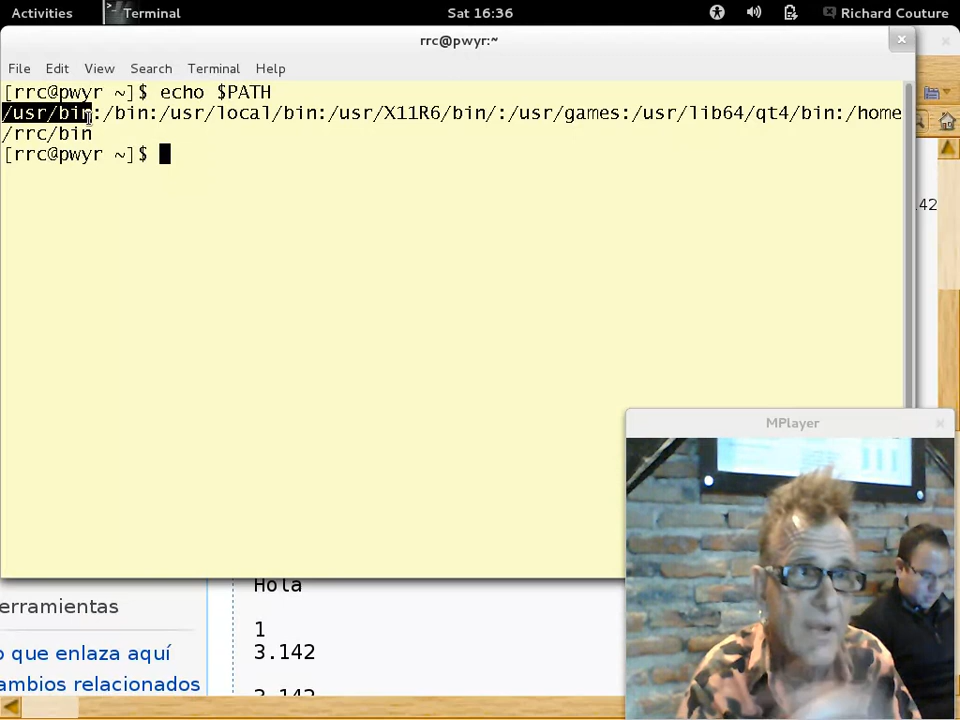 Activities
Terminal
Sat 16:36
Richard Couture
rrc@pwyr:~
File Edit View Search Terminal Help
[rrc@pwyr ~]$ echo $PATH
/usr/bin:/bin:/usr/local/bin:/usr/X11R6/bin/:/usr/games:/usr/lib64/qt4/bin:/home
/rrc/bin
[rrc@pwyr ~]$
42
MPlayer
Hola
erramientas
1
o que enlaza aquí
3.142
ambios relacionados
3.142